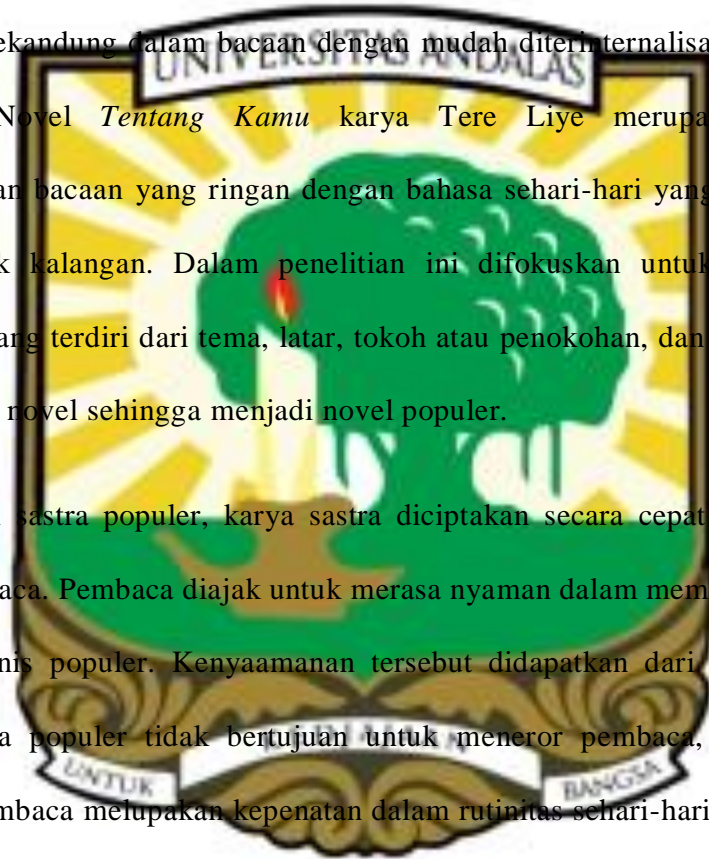 UNIVERSITAS ANDALAS
ekandung dalam bacaan dengan mudah diterinternalisa
Novel Tentang Kamu karya Tere Liye merupa
an bacaan yang ringan dengan bahasa sehari-hari yang
k kalangan. Dalam penelitian ini difokuskan untuk
ang terdiri dari tema, latar, tokoh atau penokohan, dan
novel sehingga menjadi novel populer.
sastra populer, karya sastra diciptakan secara cepat
aca. Pembaca diajak untuk merasa nyaman dalam mem
nis populer. Kenyaamanan tersebut didapatkan dari
a populer tidak bertujuan untuk meneror pembaca,
UNTUK BANGSA
mbaca melupakan kepenatan dalam rutinitas sehari-hari